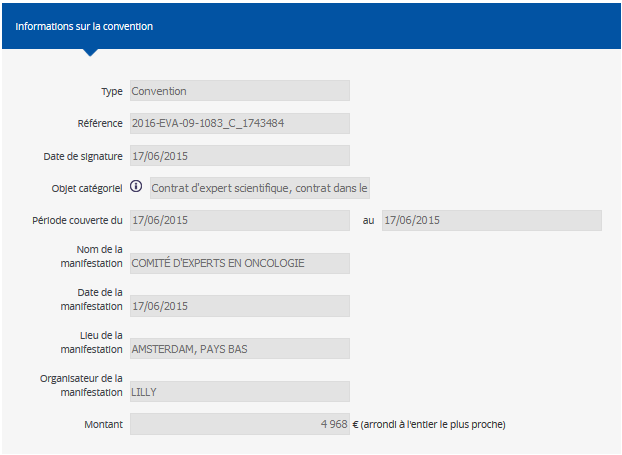 Informations sur la convention
Type Convention
Référence 2016-EVA-09-1083_C_1743484
Date de signature 17/06/2015
Objet catégoriel Contrat d'expert scientifique, contrat dans le
Période couverte du 17/06/2015 au 17/06/2015
Nom de la
manifestation COMITÉ D'EXPERTS EN ONCOLOGIE
Date de la
manifestation 17/06/2015
Lieu de la
manifestation AMSTERDAM, PAYS BAS
Organisateur de la
manifestation LILLY
Montant 4 968 € (arrondi à l'entier le plus proche)